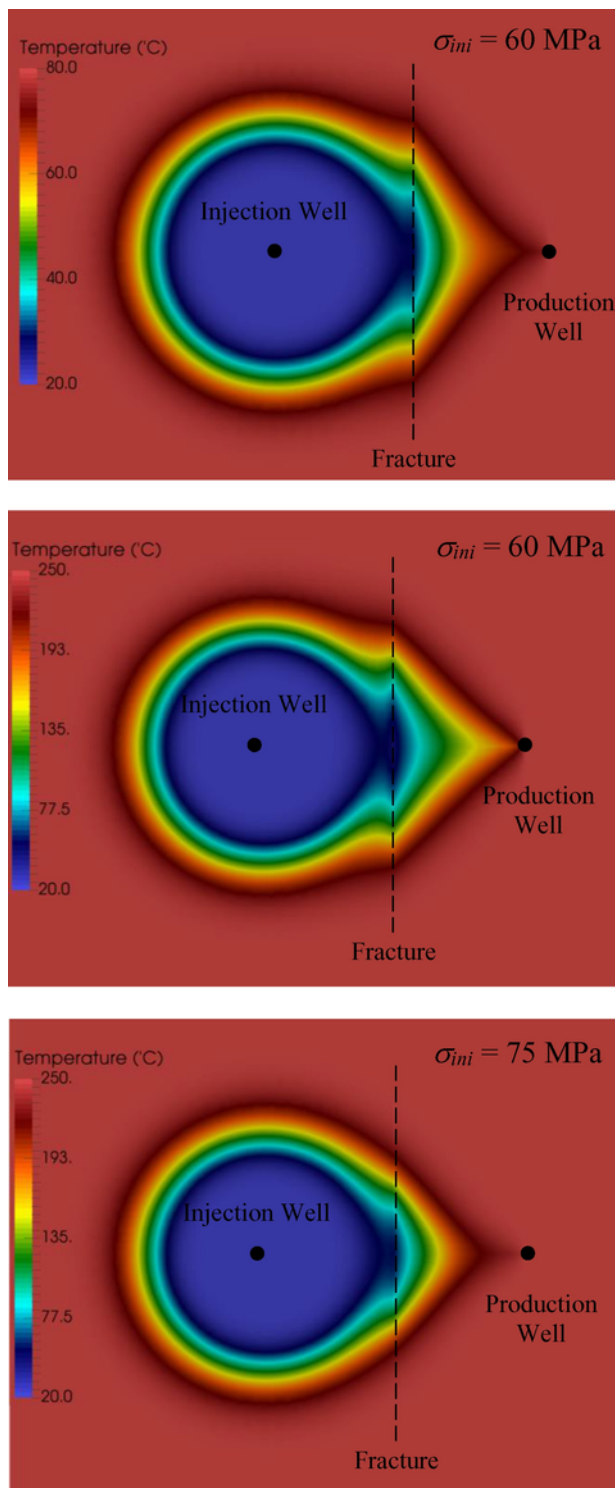 Temperature (°C)
σini = 60 MPa
80.0
60.0
40.0
20.0
Injection Well
Production
Well
Fracture
Temperature (°C)
σini = 60 MPa
250.
193.
135.
77.5
20.0
Injection Well
Production
Well
Fracture
Temperature (°C)
σini = 75 MPa
250.
193.
135.
77.5
20.0
Injection Well
Production
Well
Fracture